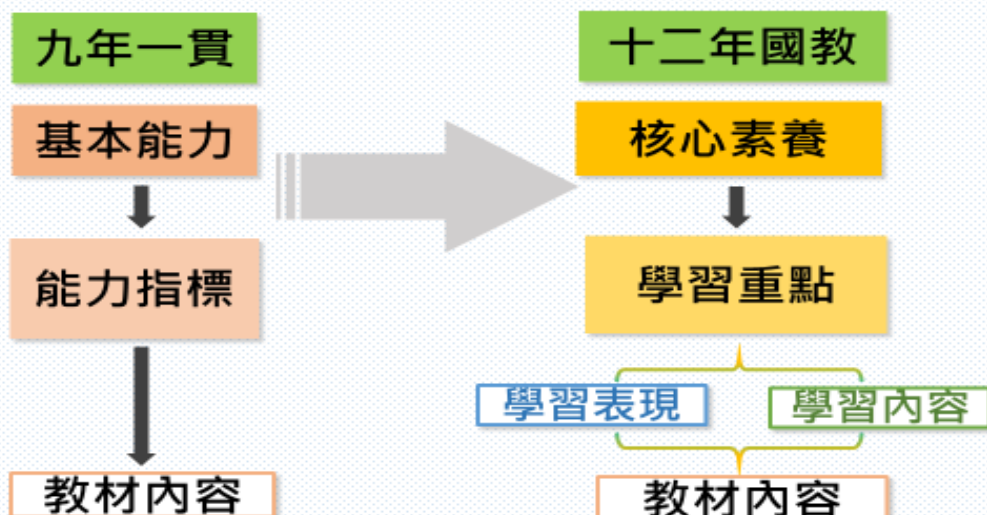 九年一貫
基本能力
能力指標
教材內容
十二年國教
核心素養
學習重點
學習表現
學習內容
教材內容